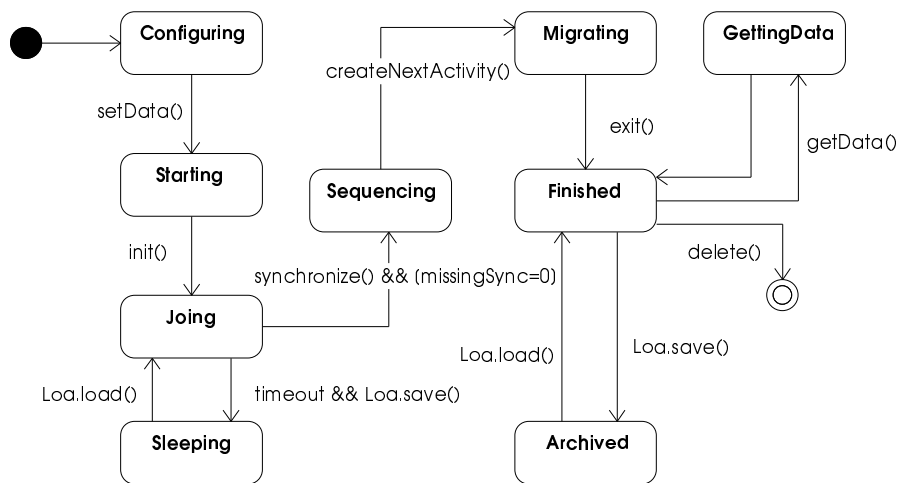 Configuring
Migrating
GettingData
createNextActivity()
setData()
exit()
getData()
Starting
Sequencing
Finished
init()
delete()
synchronize() && (missingSync=0)
Joing
Loa.load()
Loa.save()
Loa.load()
timeout && Loa.save()
Sleeping
Archived